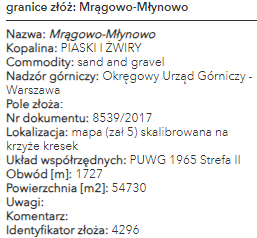 granice złóż: Mrągowo-Młynowo
Nazwa: Mrągowo-Młynowo
Kopalina: PIASKI I ŻWIRY
Commodity: sand and gravel
Nadzór górniczy: Okręgowy Urząd Górniczy -
Warszawa
Pole złoża:
Nr dokumentu: 8539/2017
Lokalizacja: mapa (zał 5) skalibrowana na
krzyże kresek
Układ współrzędnych: PUWG 1965 Strefa II
Obwód [m]: 1727
Powierzchnia [m2]: 54730
Uwagi:
Komentarz:
Identyfikator złoża: 4296